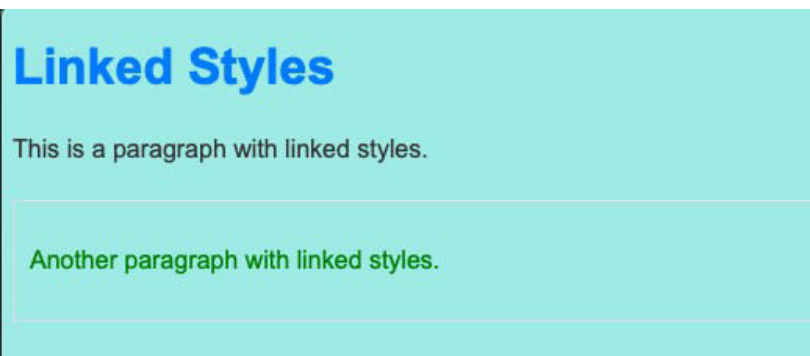 Linked Styles
This is a paragraph with linked styles.
Another paragraph with linked styles.